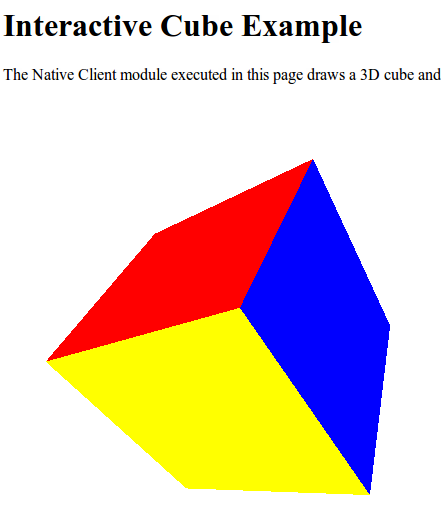 Interactive Cube Example
The Native Client module executed in this page draws a 3D cube and